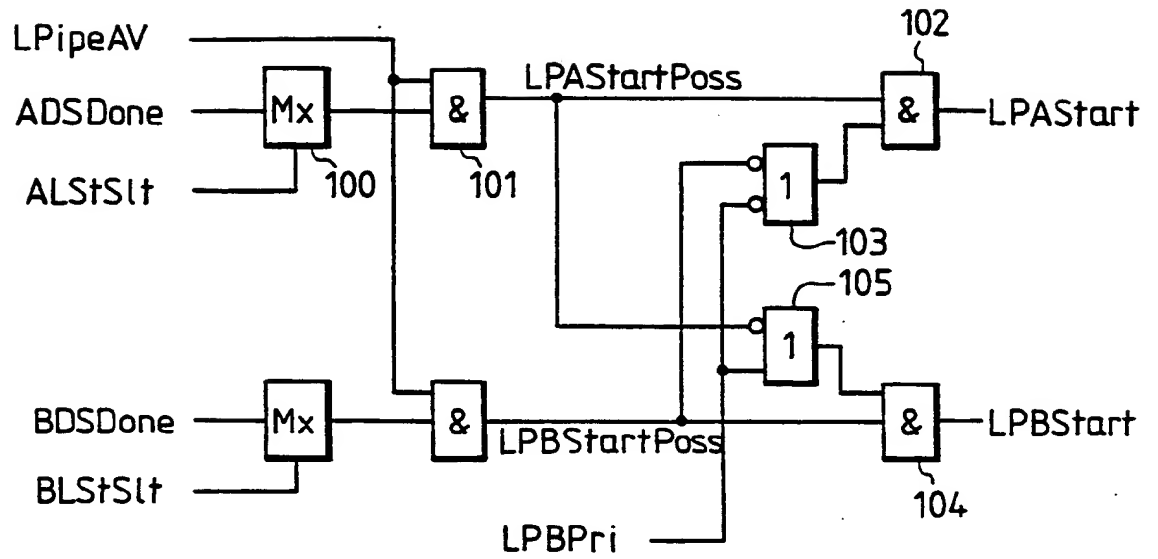 LPipeAV
ADSDone
ALStSlt
Mx
100
&
101
LPAStartPoss
102
&
LPAStart
1
103
105
1
BDSDone
BLStSlt
Mx
&
LPBStartPoss
&
LPBStart
104
LPBPri